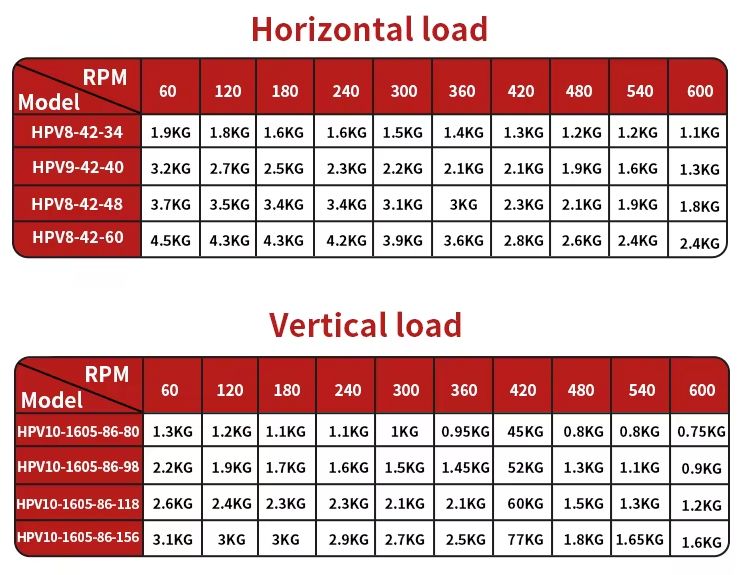 Horizontal load
RPM
Model
60 120 180 240 300 360 420 480 540 600
HPV8-42-34 1.9KG 1.8KG 1.6KG 1.6KG 1.5KG 1.4KG 1.3KG 1.2KG 1.2KG 1.1KG
HPV9-42-40 3.2KG 2.7KG 2.5KG 2.3KG 2.2KG 2.1KG 2.1KG 1.9KG 1.6KG 1.3KG
HPV8-42-48 3.7KG 3.5KG 3.4KG 3.4KG 3.1KG 3KG 2.3KG 2.1KG 1.9KG 1.8KG
HPV8-42-60 4.5KG 4.3KG 4.3KG 4.2KG 3.9KG 3.6KG 2.8KG 2.6KG 2.4KG 2.4KG
Vertical load
RPM
Model
60 120 180 240 300 360 420 480 540 600
HPV10-1605-86-80 1.3KG 1.2KG 1.1KG 1.1KG 1KG 0.95KG 45KG 0.8KG 0.8KG 0.75KG
HPV10-1605-86-98 2.2KG 1.9KG 1.7KG 1.6KG 1.5KG 1.45KG 52KG 1.3KG 1.1KG 0.9KG
HPV10-1605-86-118 2.6KG 2.4KG 2.3KG 2.3KG 2.1KG 2.1KG 60KG 1.5KG 1.3KG 1.2KG
HPV10-1605-86-156 3.1KG 3KG 3KG 2.9KG 2.7KG 2.5KG 77KG 1.8KG 1.65KG 1.6KG